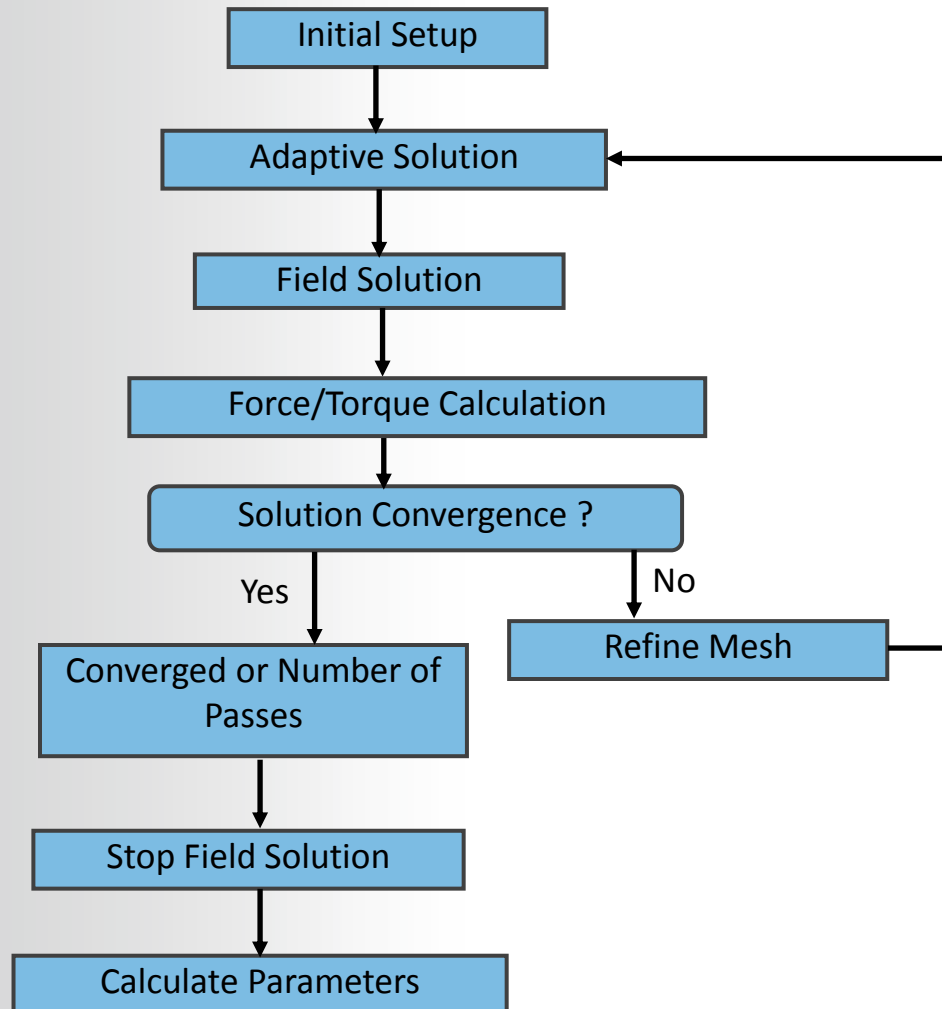 Initial Setup
Adaptive Solution
Field Solution
Force/Torque Calculation
Solution Convergence ?
Yes
No
Refine Mesh
Converged or Number of
Passes
Stop Field Solution
Calculate Parameters